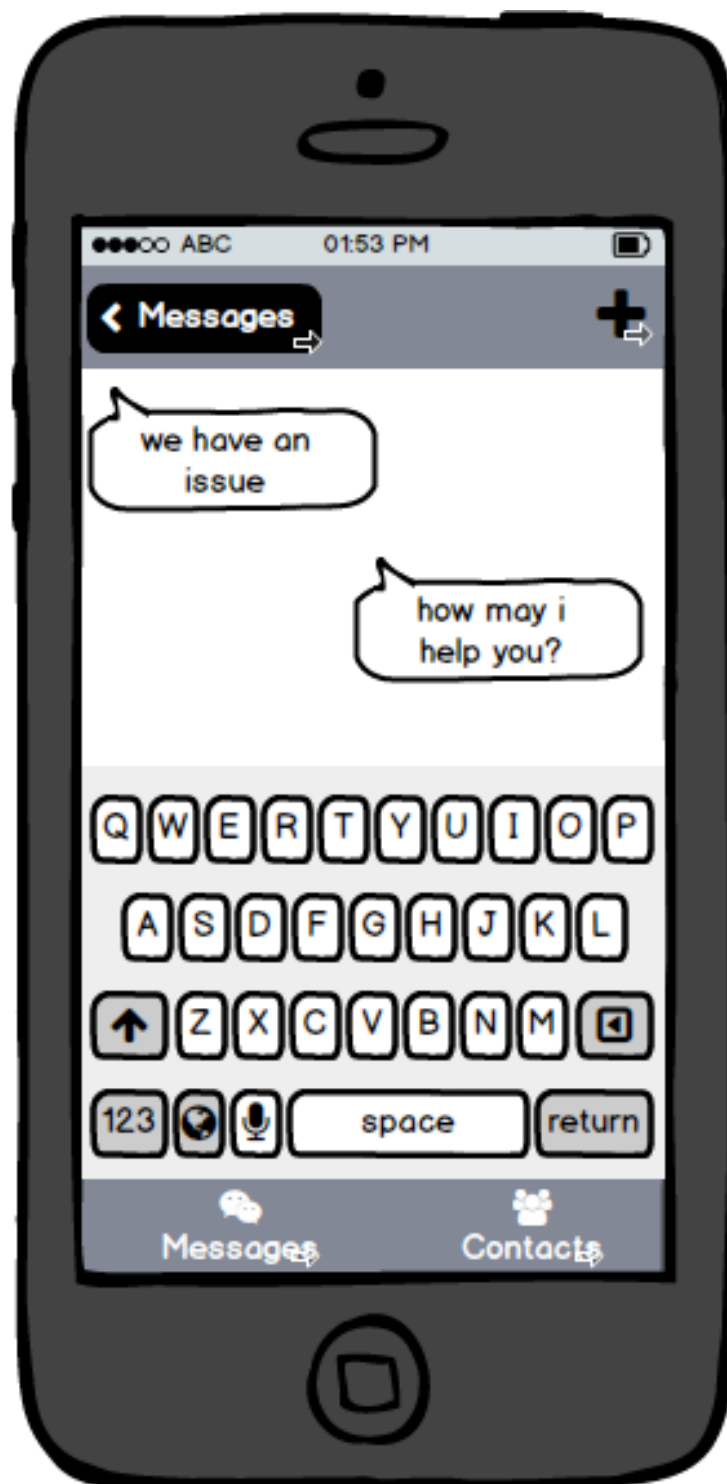 ABC 01:53 PM
Messages
we have an
issue
how may i
help you?
Q W E R T Y U I O P
A S D F G H J K L
Z X C V B N M
123 space return
Messages Contacts